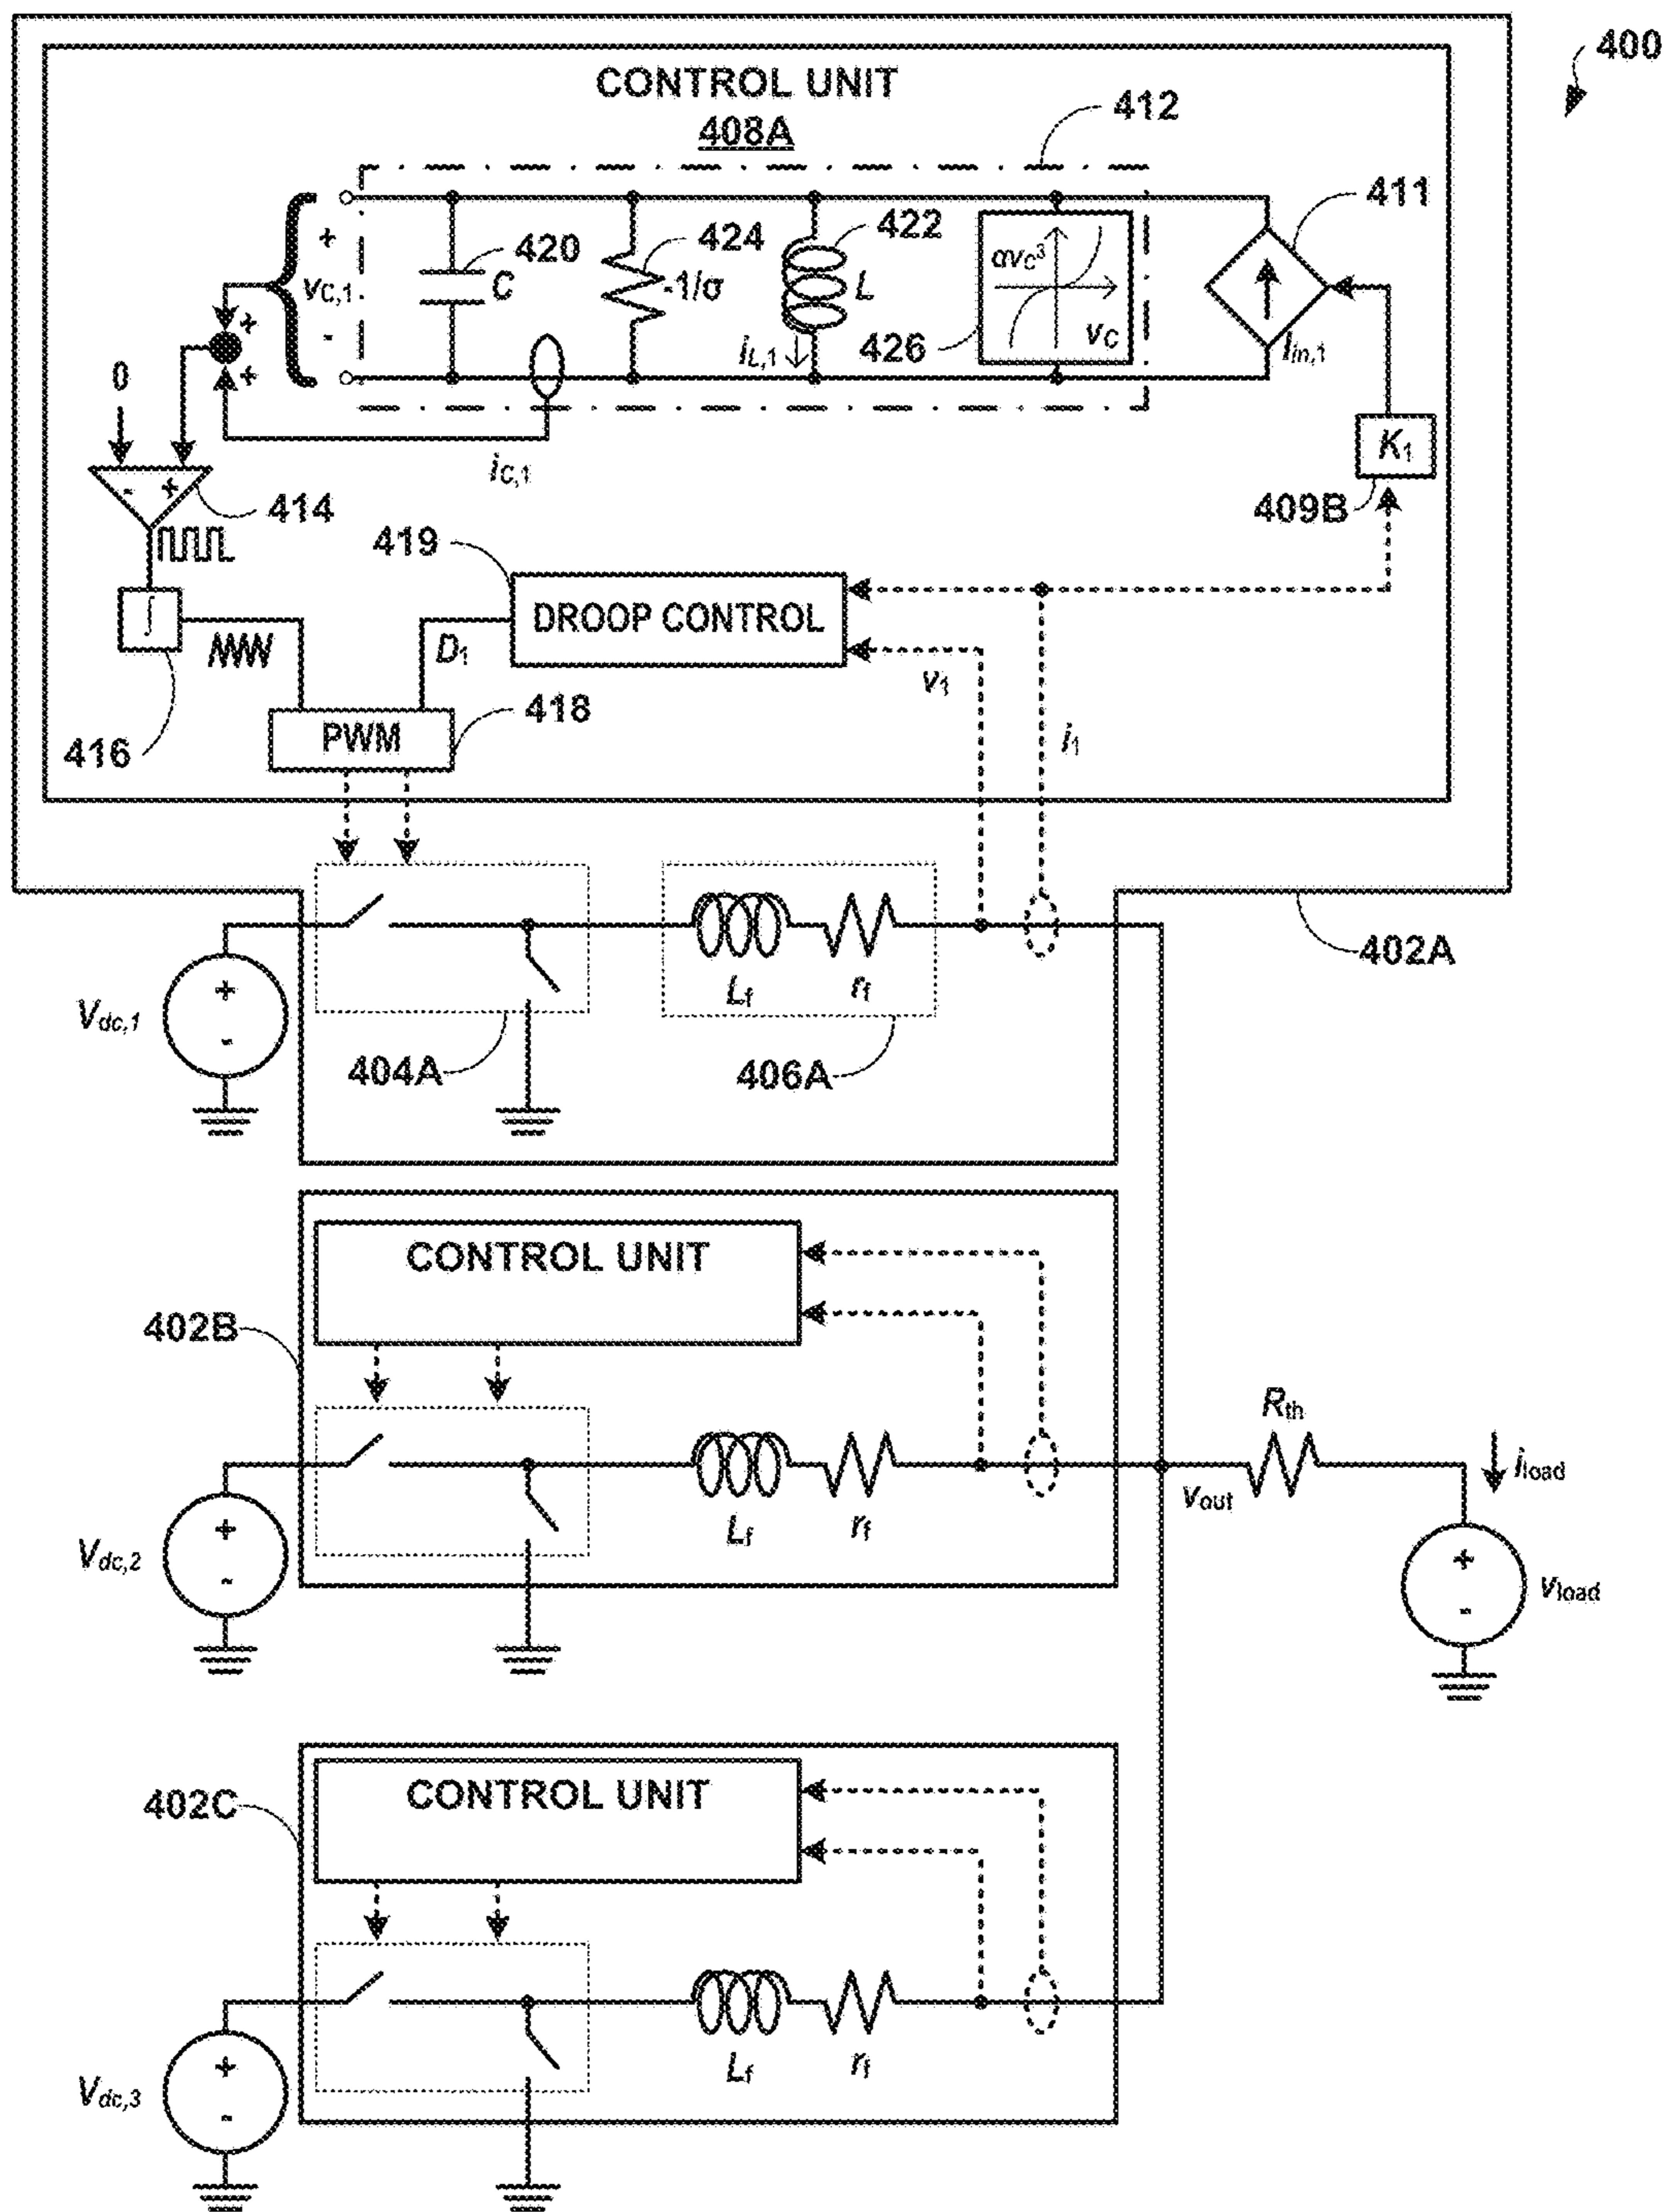 400
CONTROL UNIT
408A
412
411
+
vC,1
-
420
C
424
-1/σ
422
L
iL,1
αvC³
vC
426
Iin,1
+
+
0
iC,1
K1
409B
- +
414
419
DROOP CONTROL
∫
D1
v1
i1
416
PWM
418
402A
Vdc,1
+
-
Lf
rf
404A
406A
CONTROL UNIT
402B
Vdc,2
+
-
Lf
rf
Rth
vout
iload
+
-
vload
CONTROL UNIT
402C
Vdc,3
+
-
Lf
rf